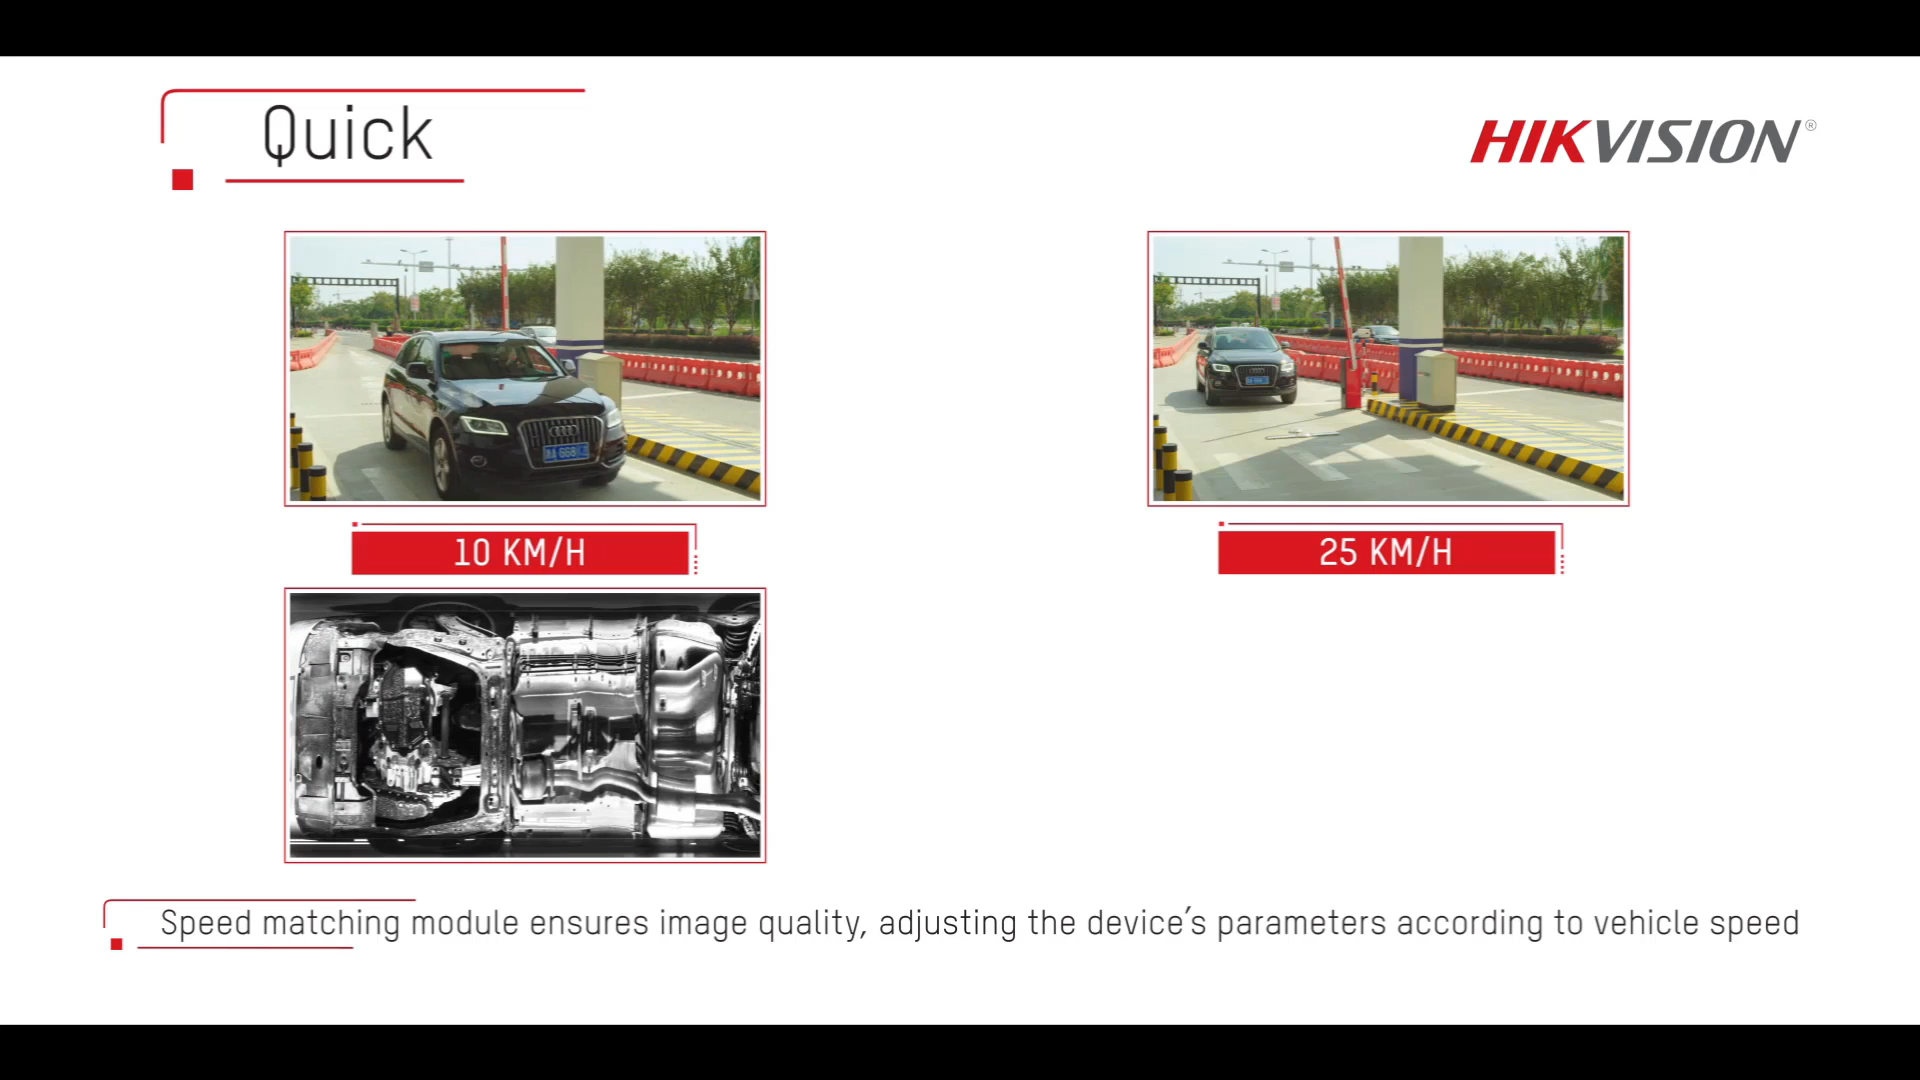 Quick
HIKVISION®
10 KM/H
25 KM/H
Speed matching module ensures image quality, adjusting the device's parameters according to vehicle speed